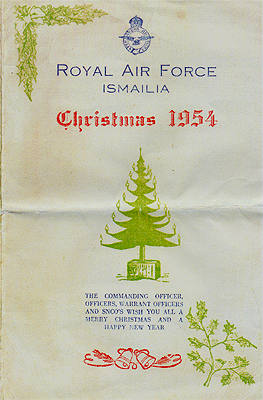 ROYAL AIR FORCE
ISMAILIA
Christmas 1954
THE COMMANDING OFFICER,
OFFICERS, WARRANT OFFICERS
AND SNCO'S WISH YOU ALL A
MERRY CHRISTMAS AND A
HAPPY NEW YEAR